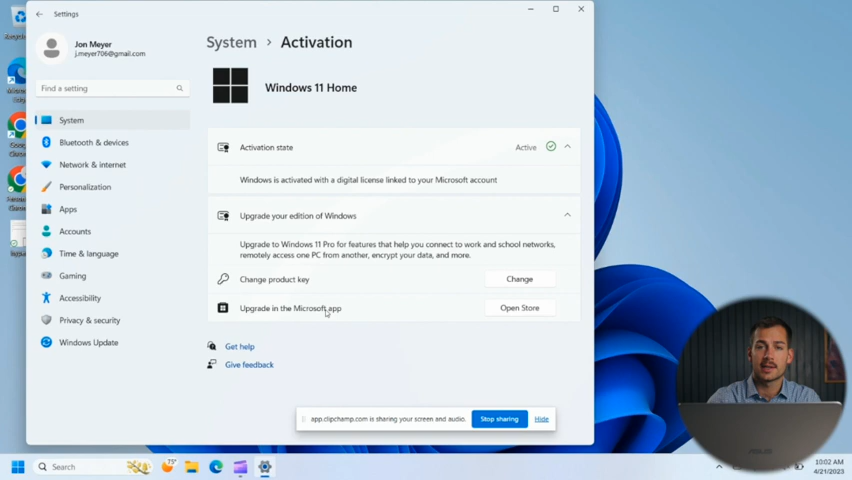 Settings
Jon Meyer
j.meyer706@gmail.com
Find a setting
System
Bluetooth & devices
Network & internet
Personalization
Apps
Accounts
Time & language
Gaming
Accessibility
Privacy & security
Windows Update
System > Activation
Windows 11 Home
Activation state
Active
Windows is activated with a digital license linked to your Microsoft account
Upgrade your edition of Windows
Upgrade to Windows 11 Pro for features that help you connect to work and school networks,
remotely access one PC from another, encrypt your data, and more.
Change product key
Change
Upgrade in the Microsoft app
Open Store
Get help
Give feedback
app.clipchamp.com is sharing your screen and audio.
Stop sharing
Hide
ASUS
Search
75°
10:02 AM
4/21/2023